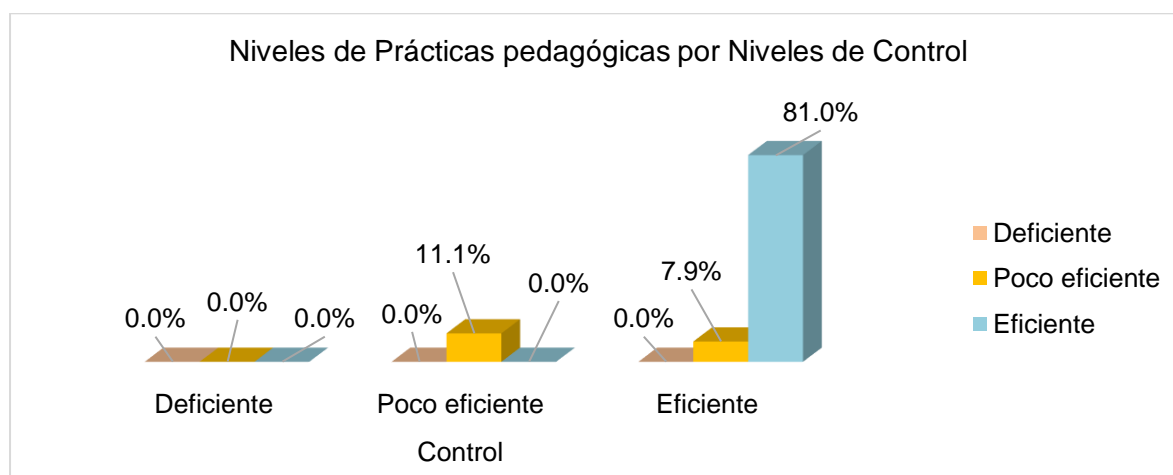 Niveles de Prácticas pedagógicas por Niveles de Control
81.0%
11.1%
7.9%
0.0%
0.0%
0.0%
0.0%
0.0%
0.0%
Deficiente
Poco eficiente
Eficiente
Deficiente
Poco eficiente
Eficiente
Control